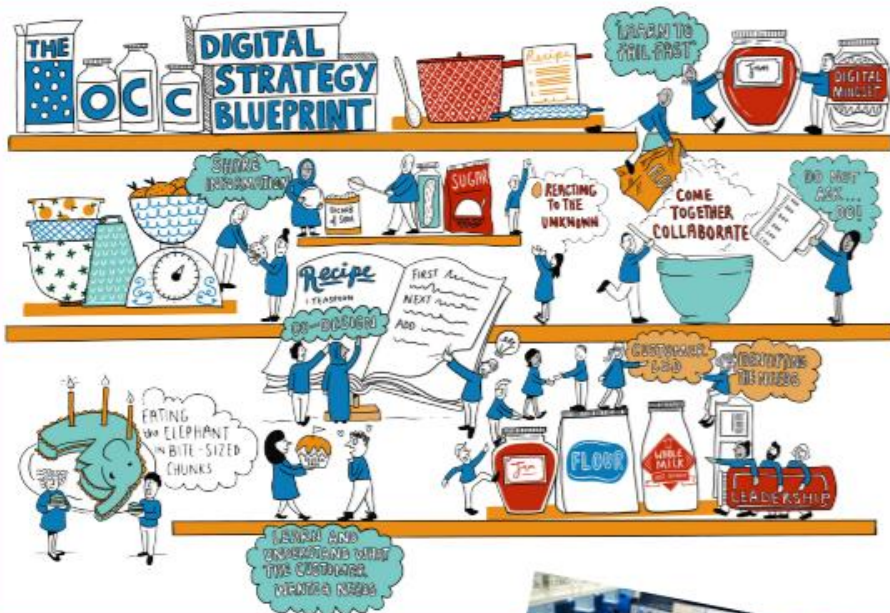 THE
OCC
DIGITAL
STRATEGY
BLUEPRINT
Recipe
'LEARN TO
FAIL-FAST'
Jam
DIGITAL
MINDSET
SHARE
INFORMATION
SUGAR
REACTING
TO THE
UNKNOWN
COME
TOGETHER
COLLABORATE
DO NOT
ASK...
DO!
Recipe
1 TEASPOON
FIRST
NEXT
ADD
CO-DESIGN
CUSTOMER
LED
IDENTIFYING
THE NEEDS
EATING
the ELEPHANT
IN BITE-SIZED
CHUNKS
Jam
FLOUR
WHOLE
MILK
LEADERSHIP
LEARN AND
UNDERSTAND WHAT
THE CUSTOMER
WANTS & NEEDS